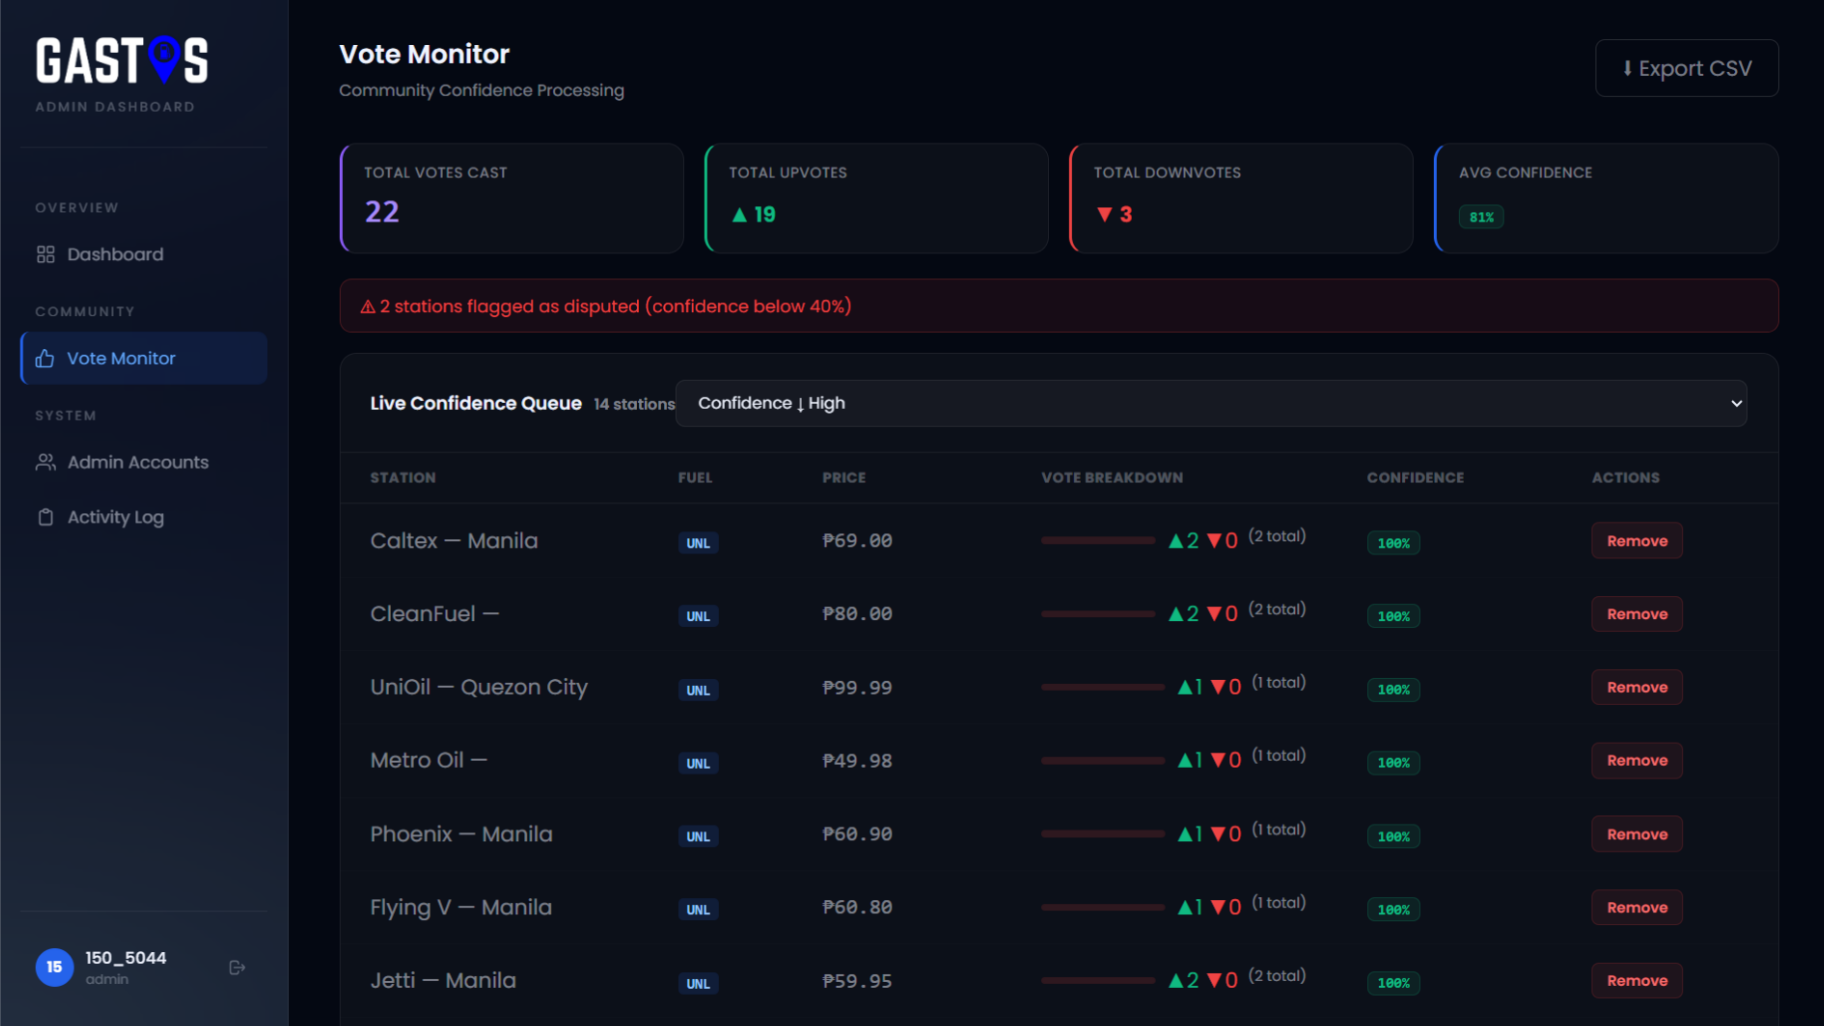 GASTOS
ADMIN DASHBOARD
OVERVIEW
Dashboard
COMMUNITY
Vote Monitor
SYSTEM
Admin Accounts
Activity Log
15
150_5044
admin
Vote Monitor
Community Confidence Processing
⬇ Export CSV
TOTAL VOTES CAST
22
TOTAL UPVOTES
▲ 19
TOTAL DOWNVOTES
▼ 3
AVG CONFIDENCE
81%
⚠ 2 stations flagged as disputed (confidence below 40%)
Live Confidence Queue 14 stations Confidence ↓ High
STATION FUEL PRICE VOTE BREAKDOWN CONFIDENCE ACTIONS
Caltex — Manila UNL ₱69.00 ▲2 ▼0 (2 total) 100% Remove
CleanFuel — UNL ₱80.00 ▲2 ▼0 (2 total) 100% Remove
UniOil — Quezon City UNL ₱99.99 ▲1 ▼0 (1 total) 100% Remove
Metro Oil — UNL ₱49.98 ▲1 ▼0 (1 total) 100% Remove
Phoenix — Manila UNL ₱60.90 ▲1 ▼0 (1 total) 100% Remove
Flying V — Manila UNL ₱60.80 ▲1 ▼0 (1 total) 100% Remove
Jetti — Manila UNL ₱59.95 ▲2 ▼0 (2 total) 100% Remove